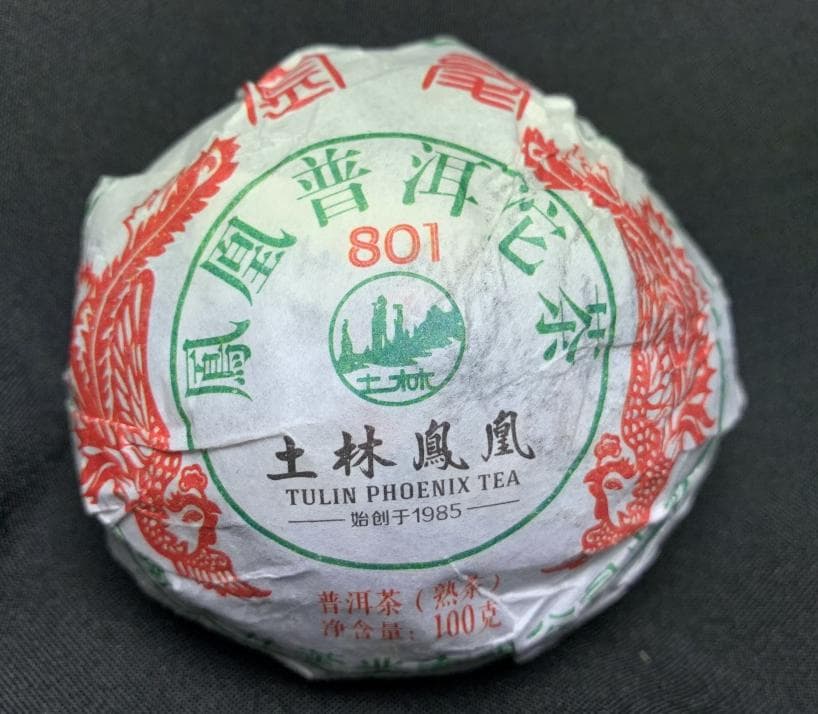 鳳凰普洱沱茶
801
土林
土林鳳凰
TULIN PHOENIX TEA
始创于1985
普洱茶（熟茶）
净含量：100克